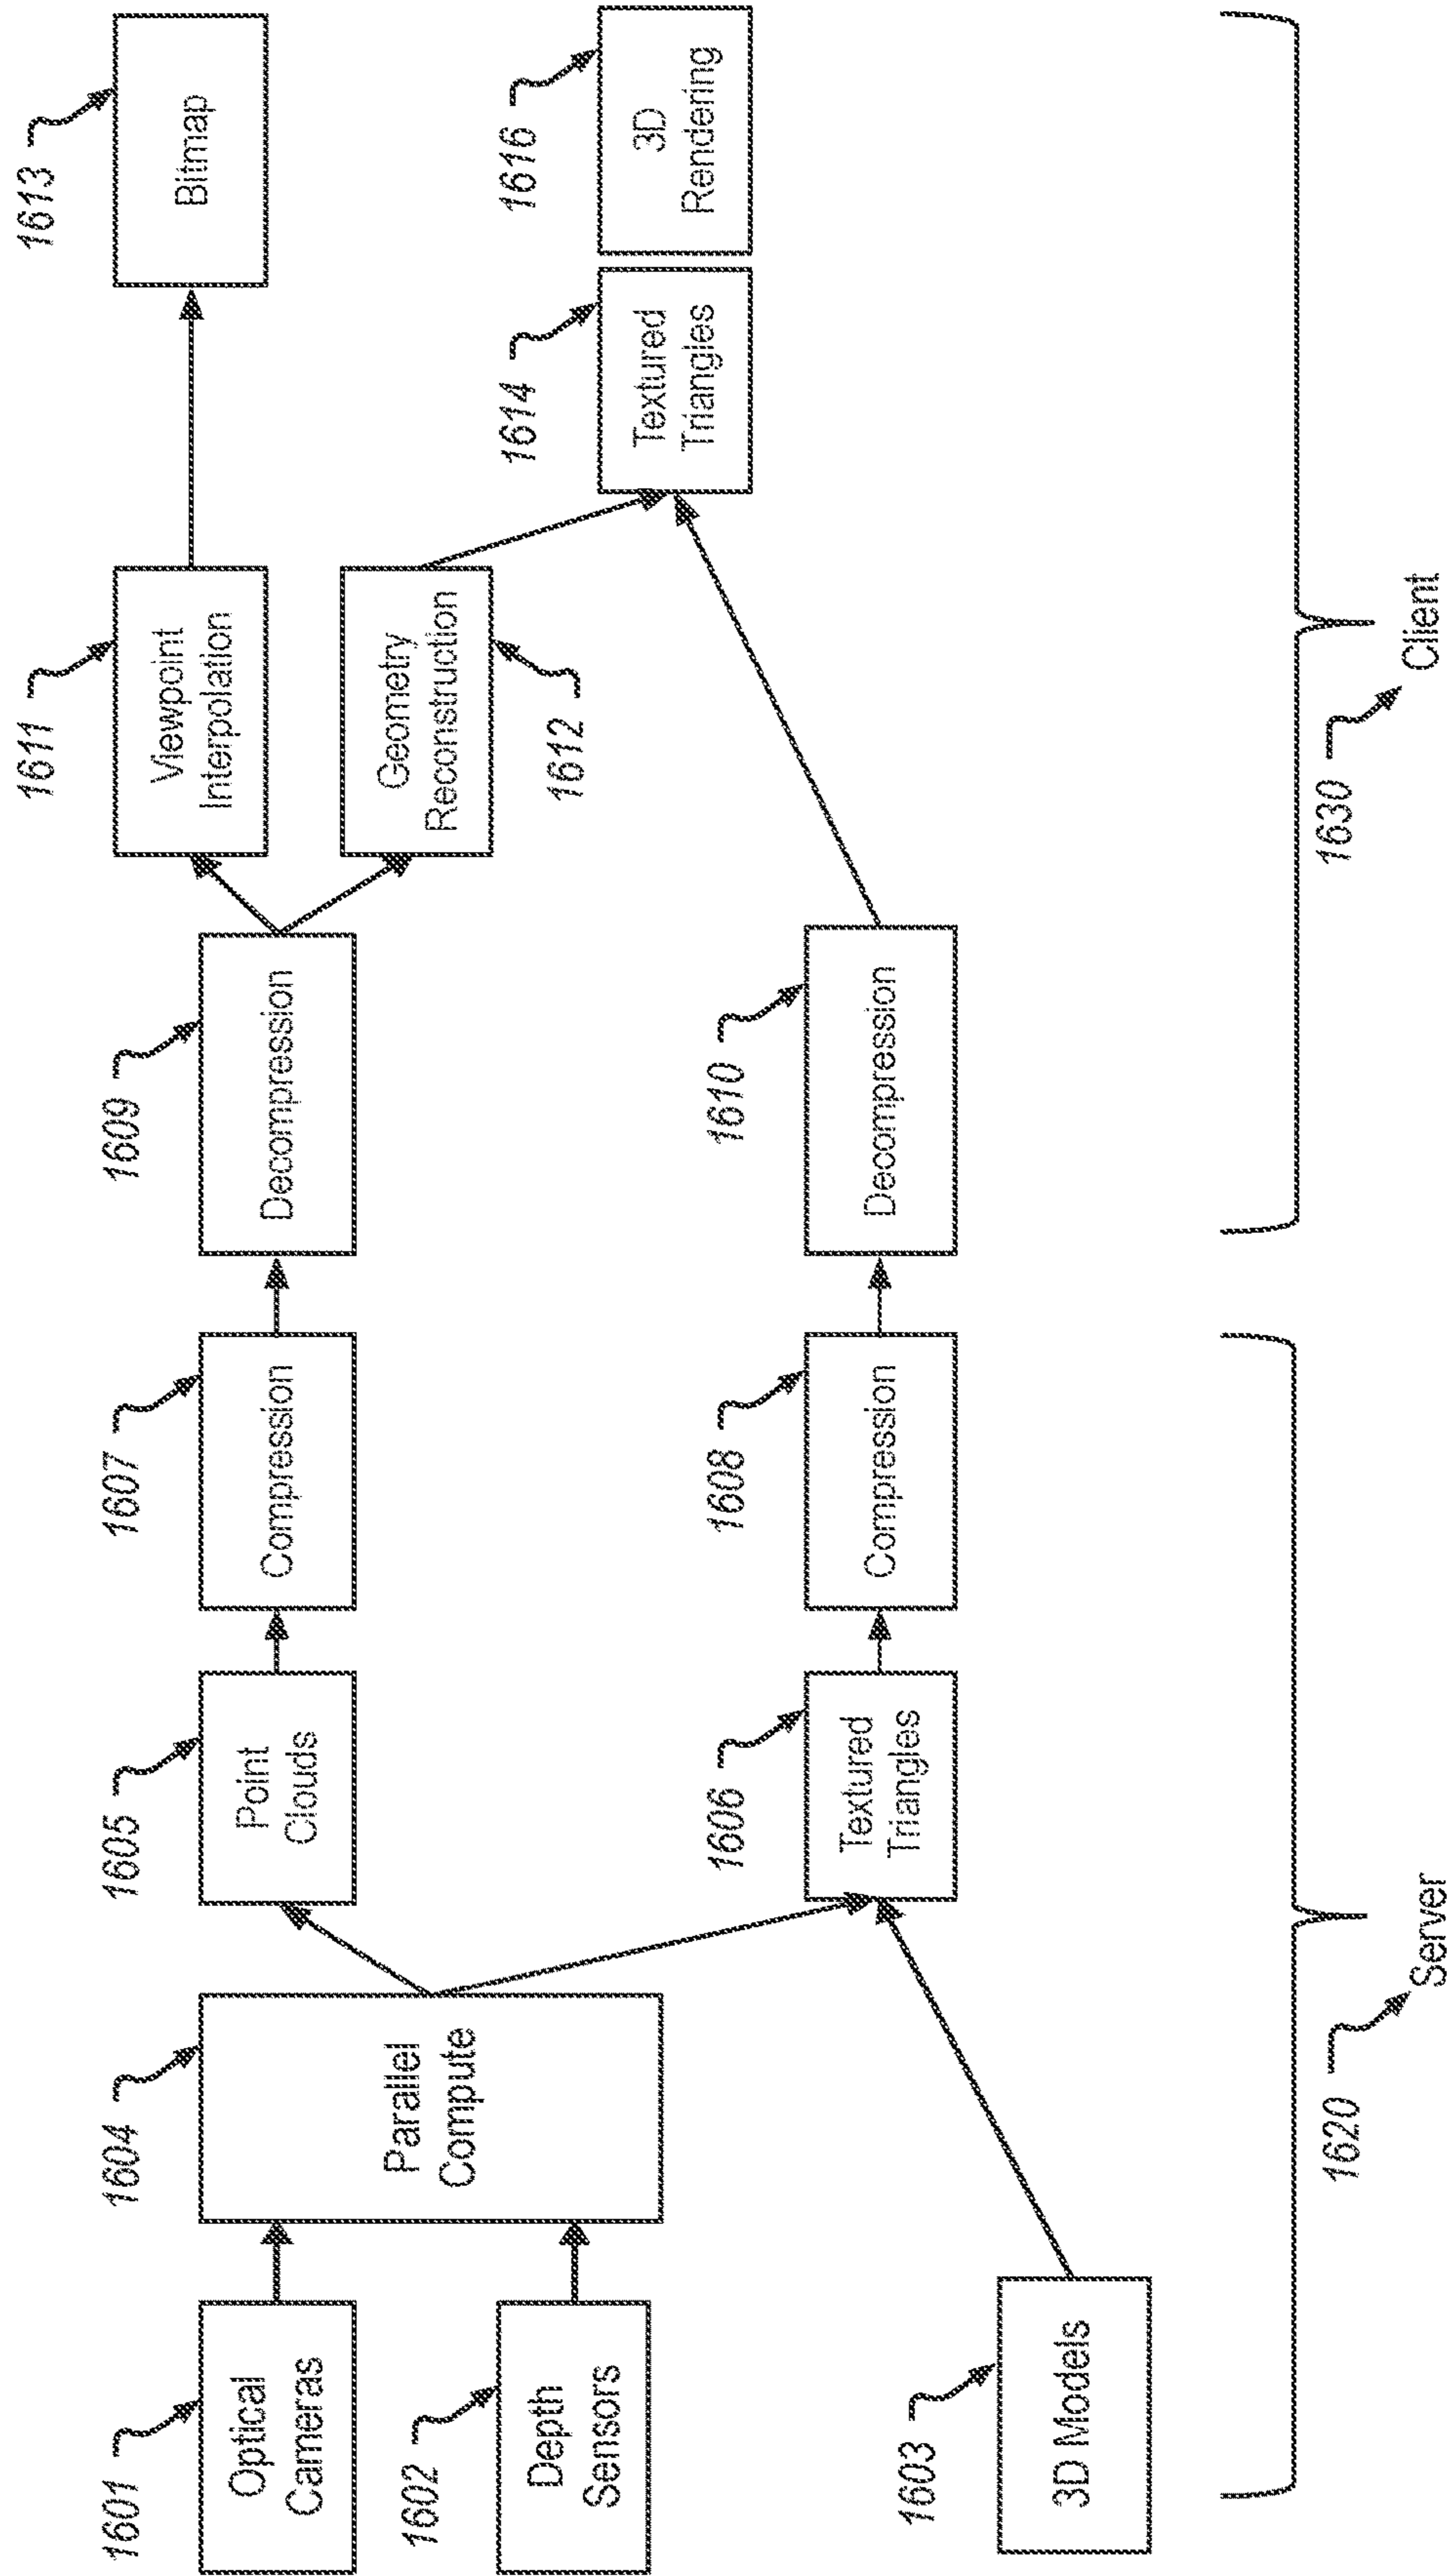 1601
Optical
Cameras
1602
Depth
Sensors
1603
3D Models
1604
Parallel
Compute
1605
Point
Clouds
1606
Textured
Triangles
1607
Compression
1608
Compression
1609
Decompression
1610
Decompression
1611
Viewpoint
Interpolation
Geometry
Reconstruction
1612
1613
Bitmap
1614
Textured
Triangles
1616
3D
Rendering
1620
Server
1630
Client